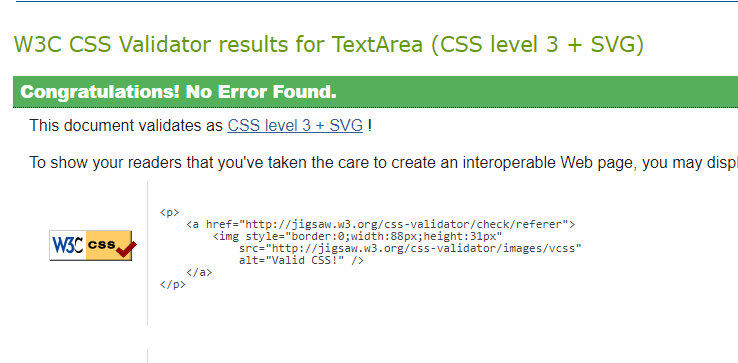 W3C CSS Validator results for TextArea (CSS level 3 + SVG)
Congratulations! No Error Found.
This document validates as CSS level 3 + SVG !
To show your readers that you've taken the care to create an interoperable Web page, you may displ
<p>
    <a href="http://jigsaw.w3.org/css-validator/check/referer">
        <img style="border:0;width:88px;height:31px"
            src="http://jigsaw.w3.org/css-validator/images/vcss"
            alt="Valid CSS!" />
    </a>
</p>
W3C css